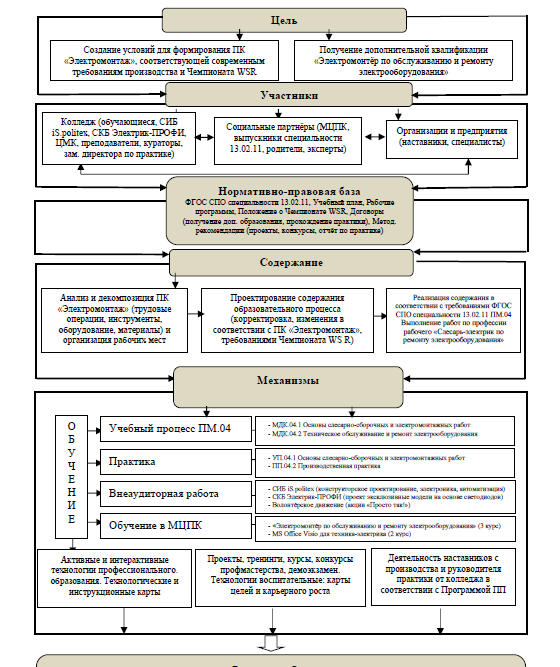 Цель
Создание условий для формирования ПК
«Электромонтаж», соответствующей современным
требованиям производства и Чемпионата WSR.
Получение дополнительной квалификации
«Электромонтёр по обслуживанию и ремонту
электрооборудования»
Участники
Колледж (обучающиеся, СИБ
iS.politex, СКБ Электрик-ПРОФИ,
ЦМК, преподаватели, кураторы,
зам. директора по практике)
Социальные партнёры (МЦПК,
выпускники специальности
13.02.11, родители, эксперты)
Организации и предприятия
(наставники, специалисты)
Нормативно-правовая база
ФГОС СПО специальности 13.02.11, Учебный план, Рабочие
программы, Положение о Чемпионате WSR, Договоры
(получение доп. образования, прохождение практики), Метод.
рекомендации (проекты, конкурсы, отчёт по практике)
Содержание
Анализ и декомпозиция ПК
«Электромонтаж» (трудовые
операции, инструменты,
оборудование, материалы) и
организация рабочих мест
Проектирование содержания
образовательного процесса
(корректировка, изменения в
соответствии с ПК «Электромонтаж»,
требованиями Чемпионата WS R)
Реализация содержания в
соответствии с требованиями ФГОС
СПО специальности 13.02.11 ПМ.04
Выполнение работ по профессии
рабочего «Слесарь-электрик по
ремонту электрооборудования»
Механизмы
ОБУЧЕНИЕ
Учебный процесс ПМ.04
- МДК.04.1 Основы слесарно-сборочных и электромонтажных работ
- МДК.04.2 Техническое обслуживание и ремонт электрооборудования
Практика
- УП.04.1 Основы слесарно-сборочных и электромонтажных работ
- ПП.04.2 Производственная практика
Внеаудиторная работа
- СИБ iS.politex (конструкторское проектирование, электроника, автоматизация)
- СКБ Электрик-ПРОФИ (проект эксклюзивные модели на основе светодиодов)
- Волонтёрское движение (акция «Просто так!»)
Обучение в МЦПК
- «Электромонтёр по обслуживанию и ремонту электрооборудования» (3 курс)
- MS Office Visio для техника-электрика (2 курс)
Активные и интерактивные
технологии профессионального.
образования. Технологические и
инструкционные карты
Проекты, тренинги, курсы, конкурсы
профмастерства, демоэкзамен.
Технологии воспитательные: карты
целей и карьерного роста
Деятельность наставников с
производства и руководителя
практики от колледжа в
соответствии с Программой ПП